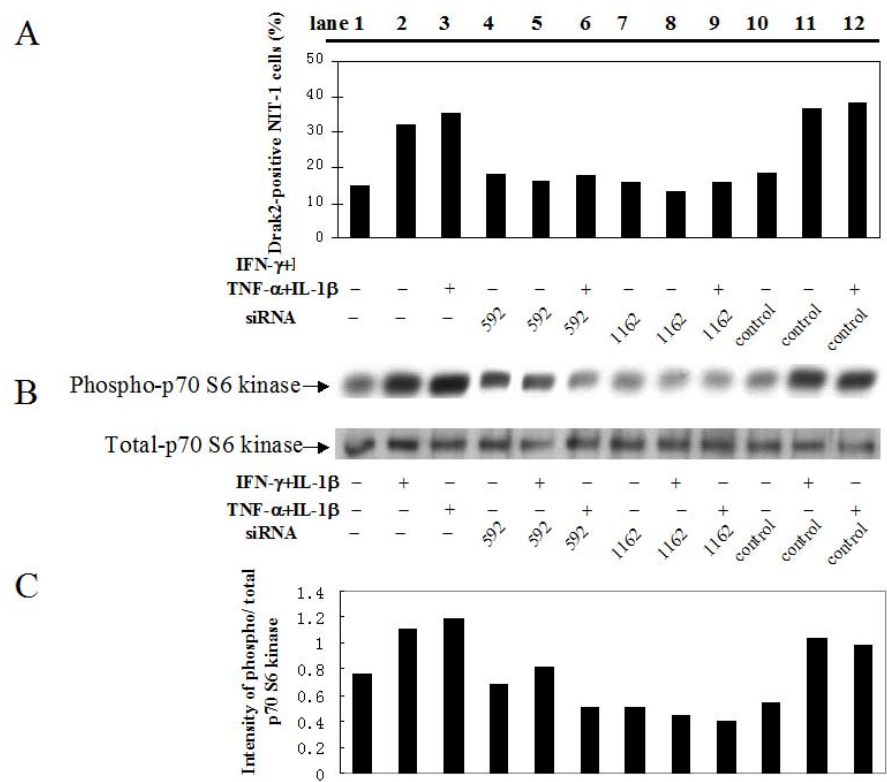 A
lane 1 2 3 4 5 6 7 8 9 10 11 12
Drak2-positive NIT-1 cells (%)
50
40
30
20
10
0
IFN-γ+I
TNF-α+IL-1β – – + – – + – – + – – +
siRNA – – – 592 592 592 1162 1162 1162 control control control
B
Phospho-p70 S6 kinase
Total-p70 S6 kinase
IFN-γ+IL-1β – + – – + – – + – – + –
TNF-α+IL-1β – – + – – + – – + – – +
siRNA – – – 592 592 592 1162 1162 1162 control control control
C
Intensity of phospho/ total
p70 S6 kinase
1.4
1.2
1
0.8
0.6
0.4
0.2
0